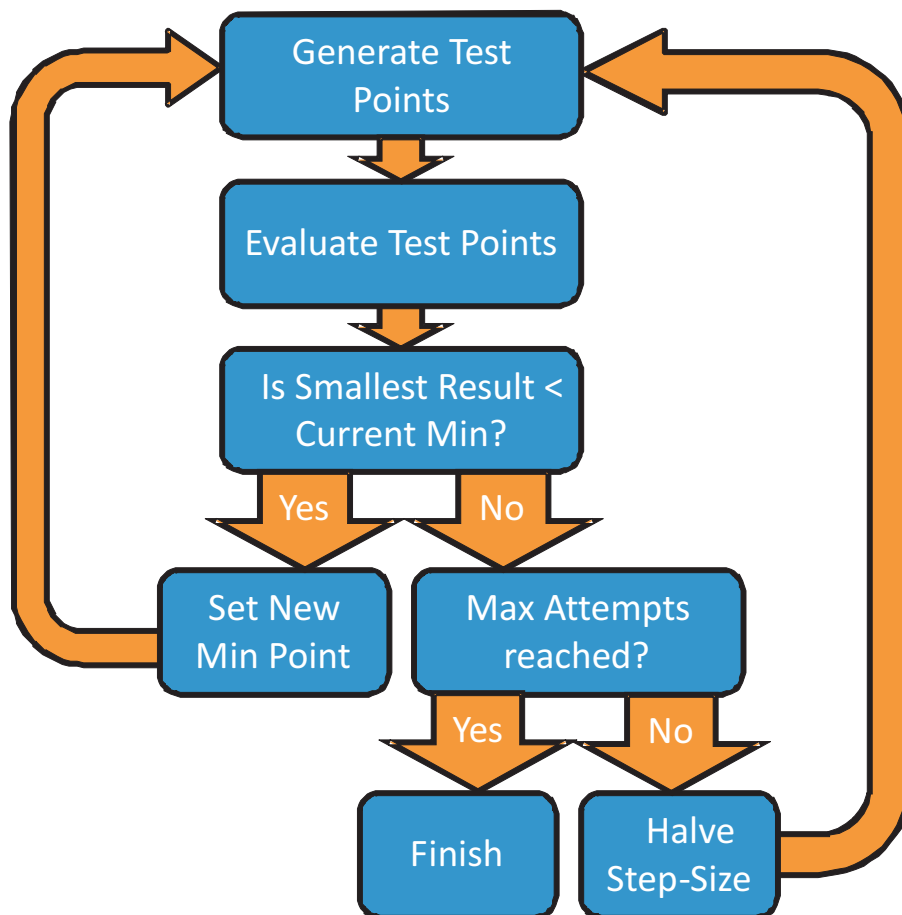 Generate Test
Points
Evaluate Test Points
Is Smallest Result <
Current Min?
Yes
No
Set New
Min Point
Max Attempts
reached?
Yes
No
Finish
Halve
Step-Size